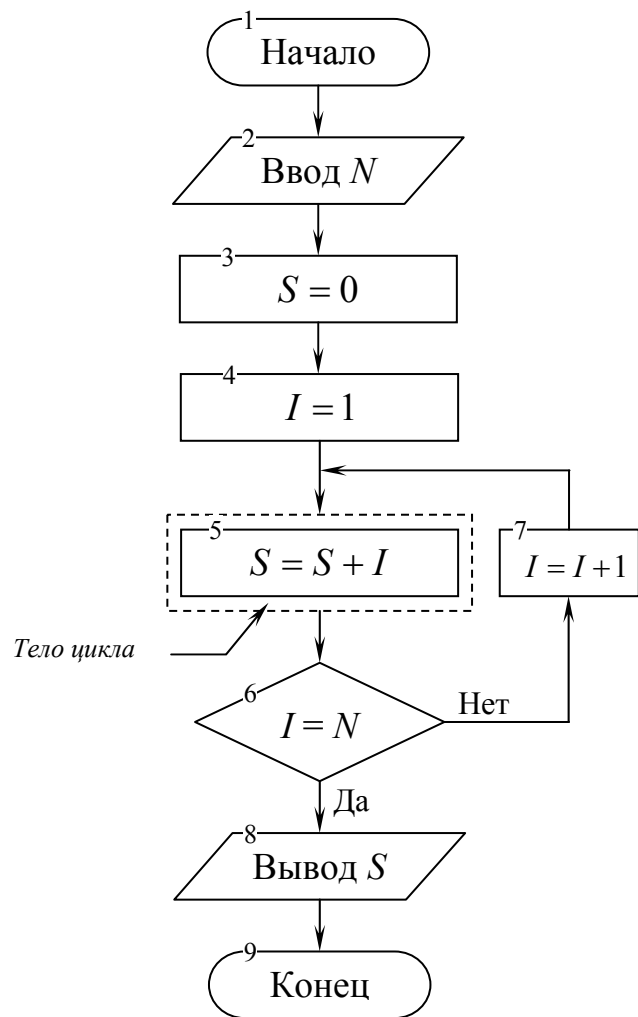 1
Начало
2
Ввод N
3
S = 0
4
I = 1
5
S = S + I
7
I = I + 1
Тело цикла
6
I = N
Нет
Да
8
Вывод S
9
Конец